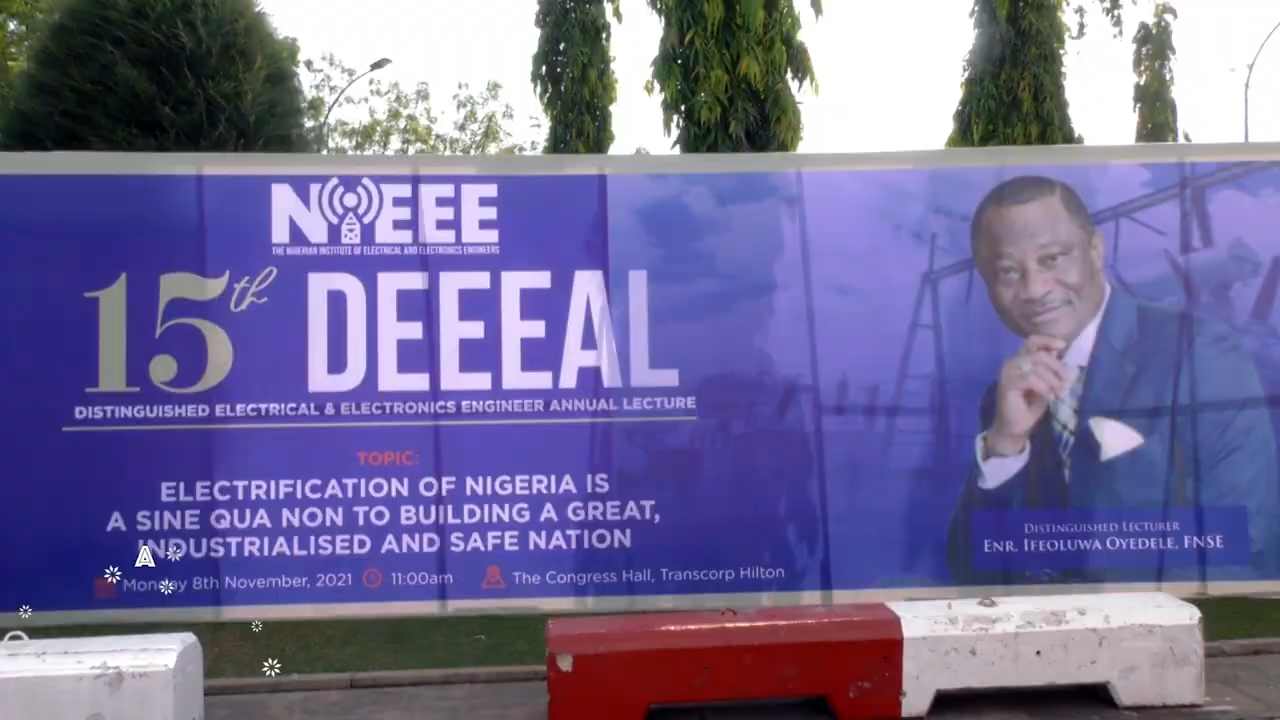 NIEEE
THE NIGERIAN INSTITUTE OF ELECTRICAL AND ELECTRONICS ENGINEERS
15th DEEEAL
DISTINGUISHED ELECTRICAL & ELECTRONICS ENGINEER ANNUAL LECTURE
TOPIC:
ELECTRIFICATION OF NIGERIA IS
A SINE QUA NON TO BUILDING A GREAT,
INDUSTRIALISED AND SAFE NATION
A
Monday 8th November, 2021 11:00am The Congress Hall, Transcorp Hilton
DISTINGUISHED LECTURER
ENR. IFEOLUWA OYEDELE, FNSE